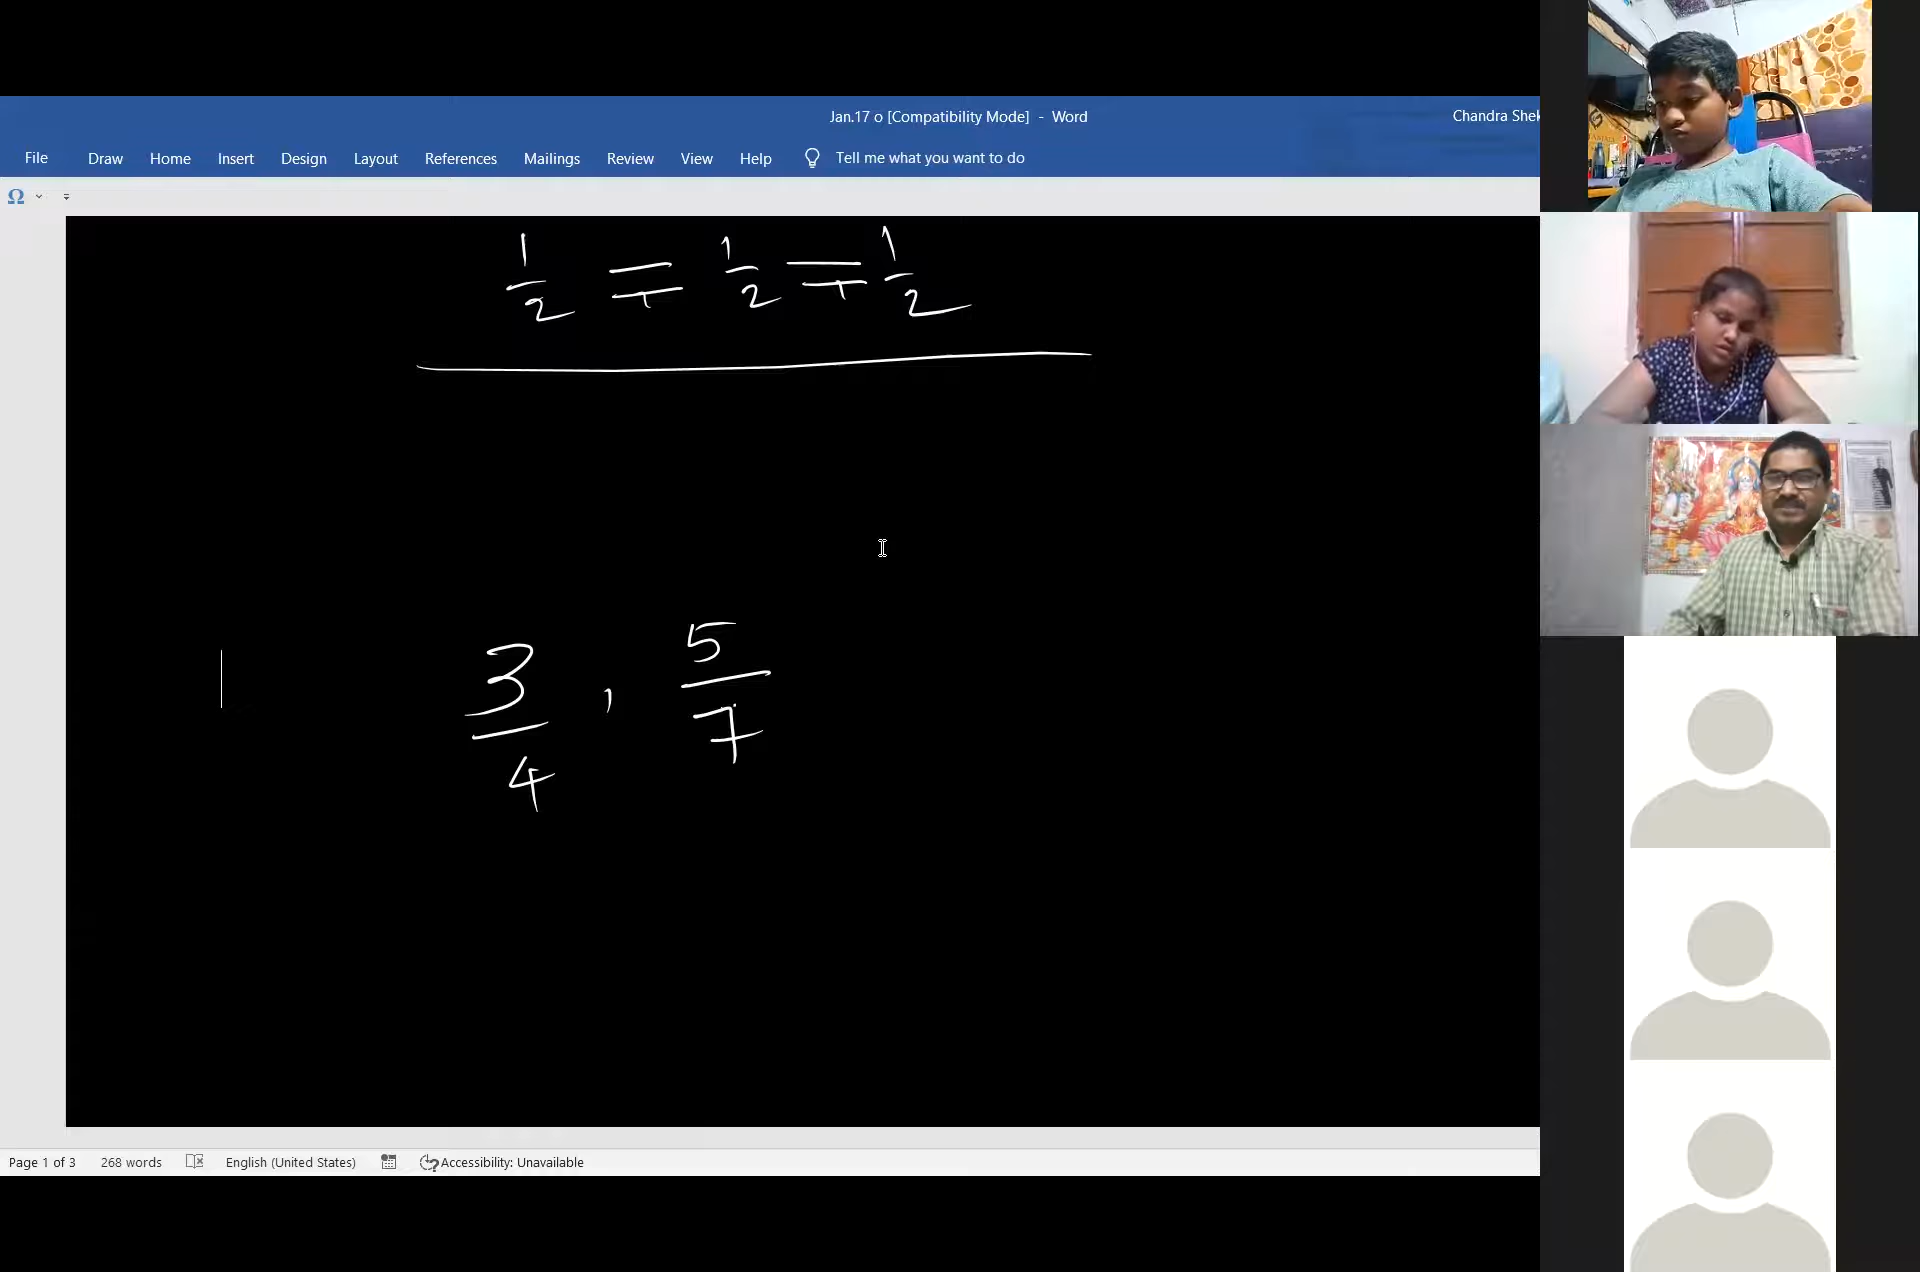 Jan.17 o [Compatibility Mode] - Word
Chandra Shek
File Draw Home Insert Design Layout References Mailings Review View Help Tell me what you want to do
Ω
1/2 = 1/2 = 1/2
3/4 , 5/7
Page 1 of 3 268 words English (United States) Accessibility: Unavailable